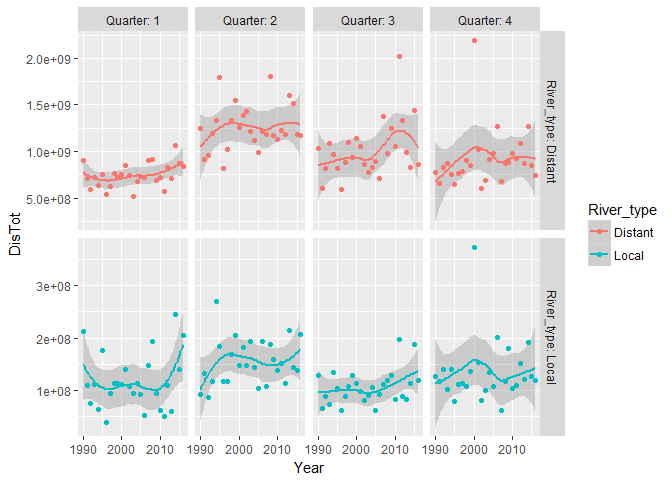 Quarter: 1
Quarter: 2
Quarter: 3
Quarter: 4
2.0e+09
1.5e+09
1.0e+09
5.0e+08
River_type: Distant
3e+08
2e+08
1e+08
River_type: Local
DisTot
1990 2000 2010
1990 2000 2010
1990 2000 2010
1990 2000 2010
Year
River_type
Distant
Local